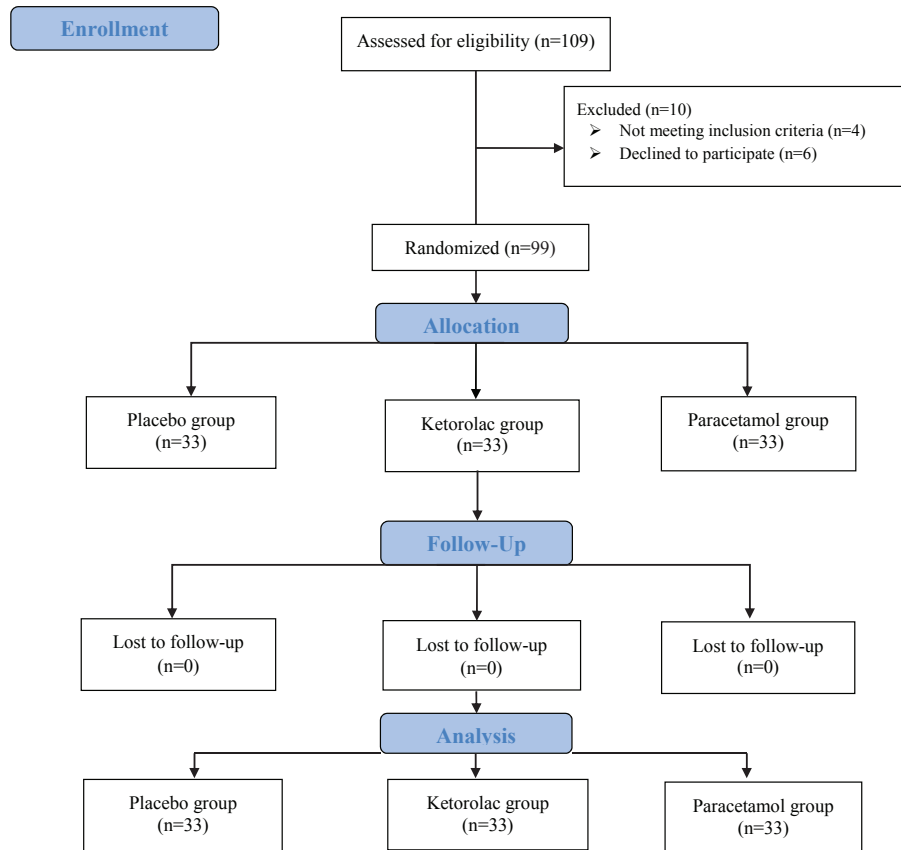 Enrollment
Assessed for eligibility (n=109)
Excluded (n=10)
➢ Not meeting inclusion criteria (n=4)
➢ Declined to participate (n=6)
Randomized (n=99)
Allocation
Placebo group
(n=33)
Ketorolac group
(n=33)
Paracetamol group
(n=33)
Follow-Up
Lost to follow-up
(n=0)
Lost to follow-up
(n=0)
Lost to follow-up
(n=0)
Analysis
Placebo group
(n=33)
Ketorolac group
(n=33)
Paracetamol group
(n=33)